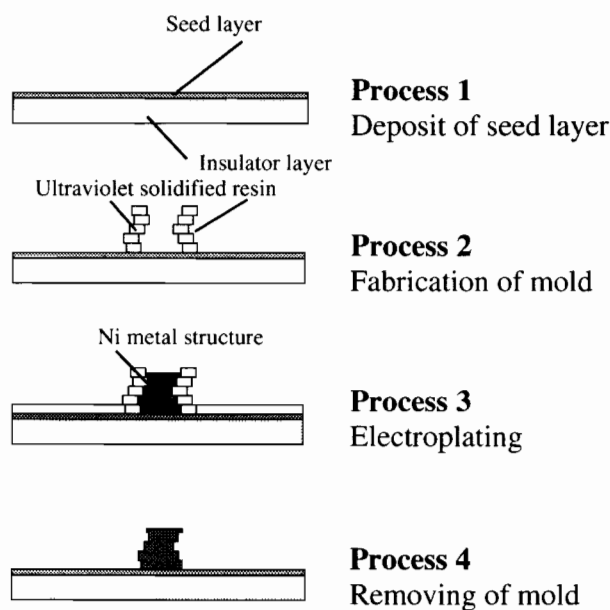 Seed layer
Process 1
Deposit of seed layer
Insulator layer
Ultraviolet solidified resin
Process 2
Fabrication of mold
Ni metal structure
Process 3
Electroplating
Process 4
Removing of mold